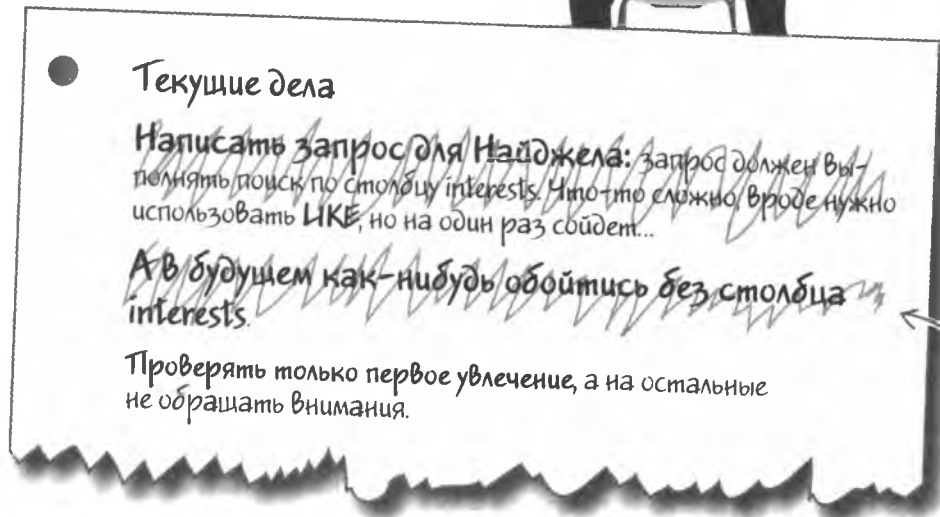 Текущие дела
Написать запрос для Найджела: запрос должен вы-
полнять поиск по столбцу interests. Что-то сложно, вроде нужно
использовать LIKE, но на один раз сойдет...
А в будущем как-нибудь обойтись без столбца
interests.
Проверять только первое увлечение, а на остальные
не обращать внимания.